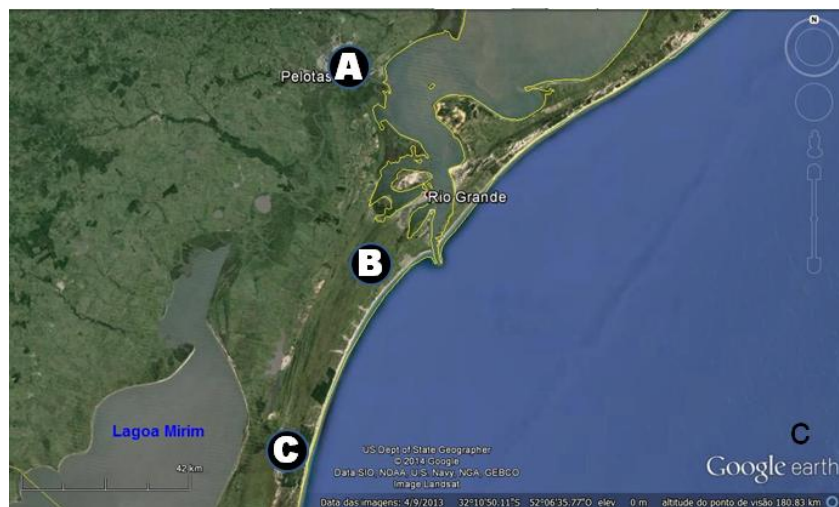 N
A
Pelotas
Rio Grande
B
Lagoa Mirim
C
42 km
US Dept of State Geographer
© 2014 Google
Data SIO, NOAA, U.S. Navy, NGA, GEBCO
Image Landsat
C
Google earth
Data das imagens: 4/9/2013 32°10'50.11"S 52°06'35.77"O elev 0 m altitude do ponto de visão 180.83 km